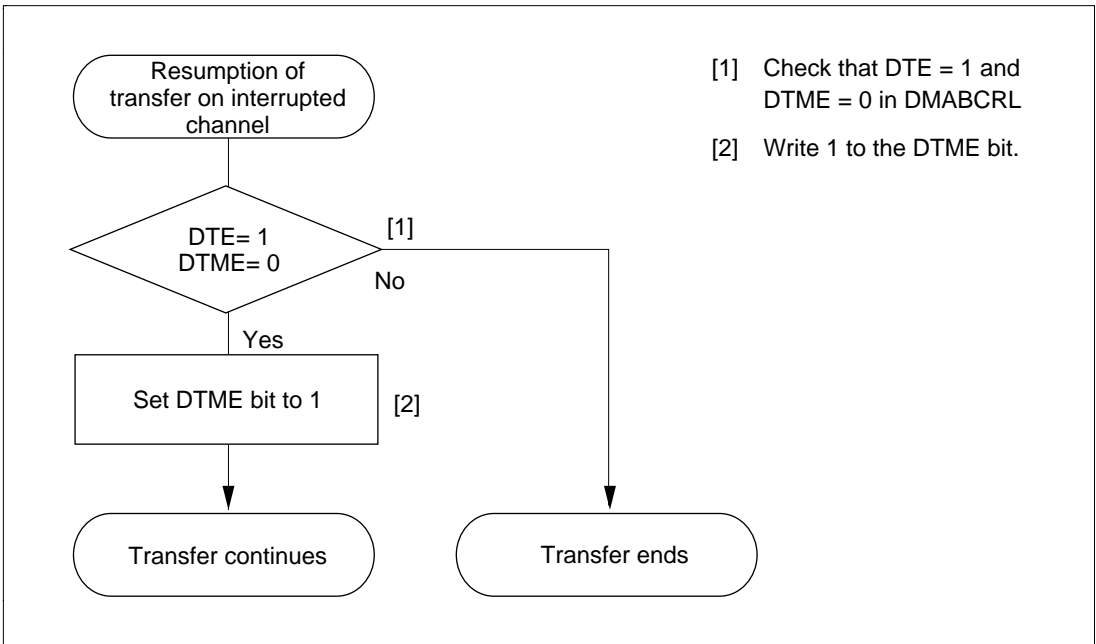 Resumption of
transfer on interrupted
channel
DTE= 1
DTME= 0
[1]
No
Yes
Set DTME bit to 1
[2]
Transfer continues
Transfer ends
[1] Check that DTE = 1 and
DTME = 0 in DMABCRL
[2] Write 1 to the DTME bit.